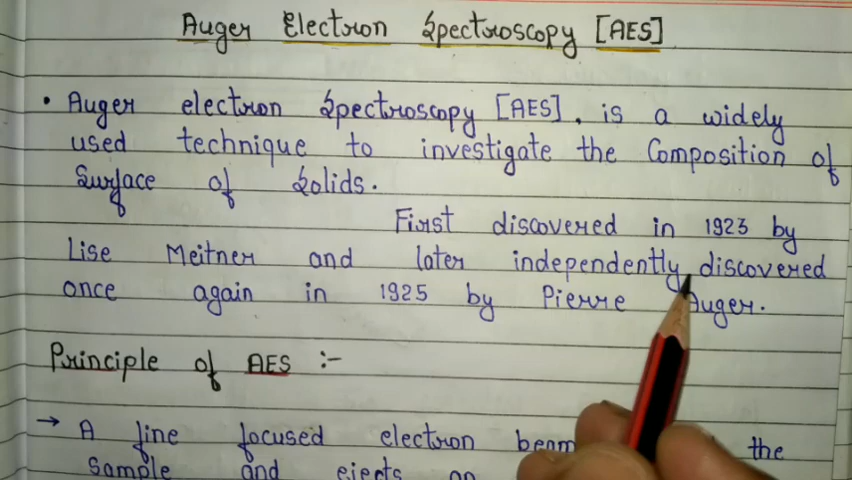 Auger Electron Spectroscopy [AES]
• Auger electron Spectroscopy [AES], is a widely
used technique to investigate the Composition of
Surface of Solids.
First discovered in 1923 by
Lise Meitner and later independently discovered
once again in 1925 by Pierre Auger.
Principle of AES :-
→ A fine focused electron beam the
Sample and ejects an